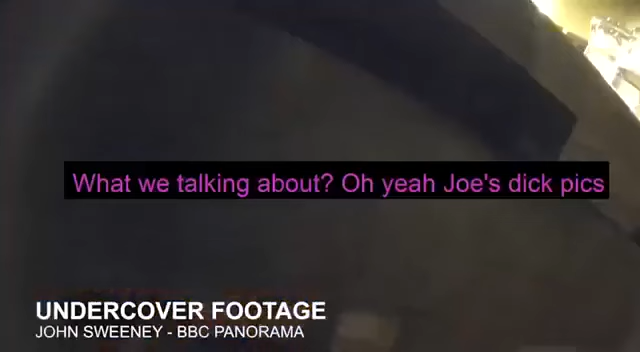 What we talking about? Oh yeah Joe's dick pics
UNDERCOVER FOOTAGE
JOHN SWEENEY - BBC PANORAMA